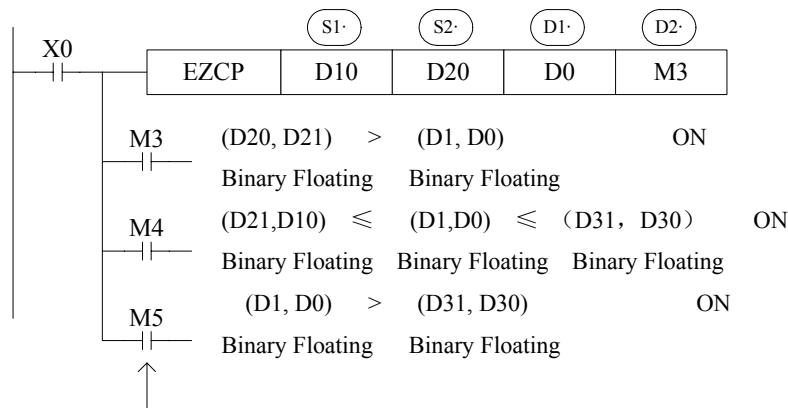 S1· S2· D1· D2·
X0
EZCP D10 D20 D0 M3
M3 (D20, D21) > (D1, D0) ON
Binary Floating Binary Floating
M4 (D21,D10) ≤ (D1,D0) ≤ （D31，D30） ON
Binary Floating Binary Floating Binary Floating
M5 (D1, D0) > (D31, D30) ON
Binary Floating Binary Floating